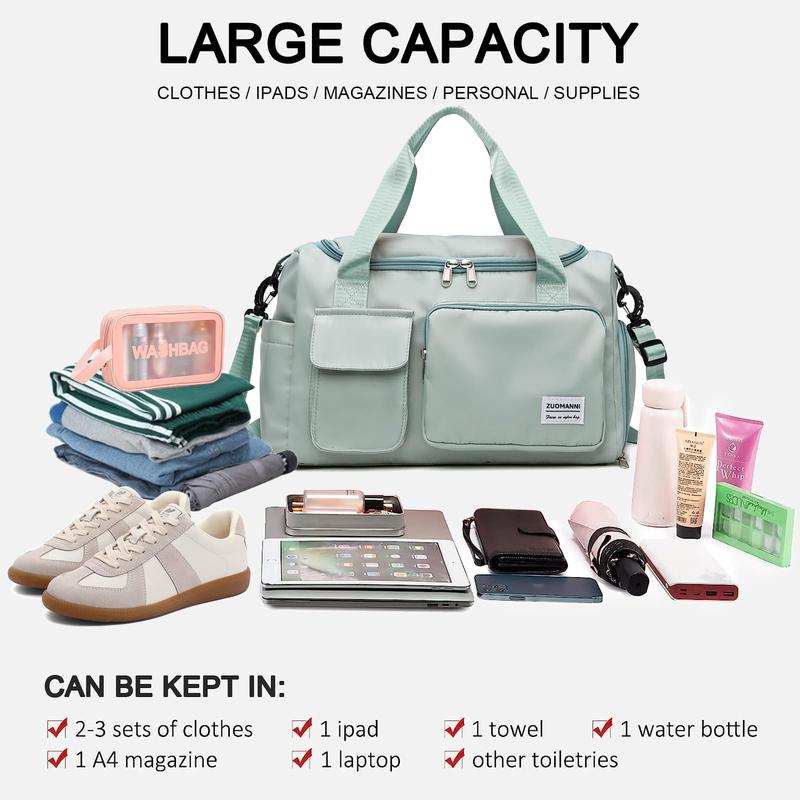 LARGE CAPACITY
CLOTHES / IPADS / MAGAZINES / PERSONAL / SUPPLIES
WASHBAG
ZUOMANNI
Perfect
Whip
CAN BE KEPT IN:
2-3 sets of clothes
1 ipad
1 towel
1 water bottle
1 A4 magazine
1 laptop
other toiletries